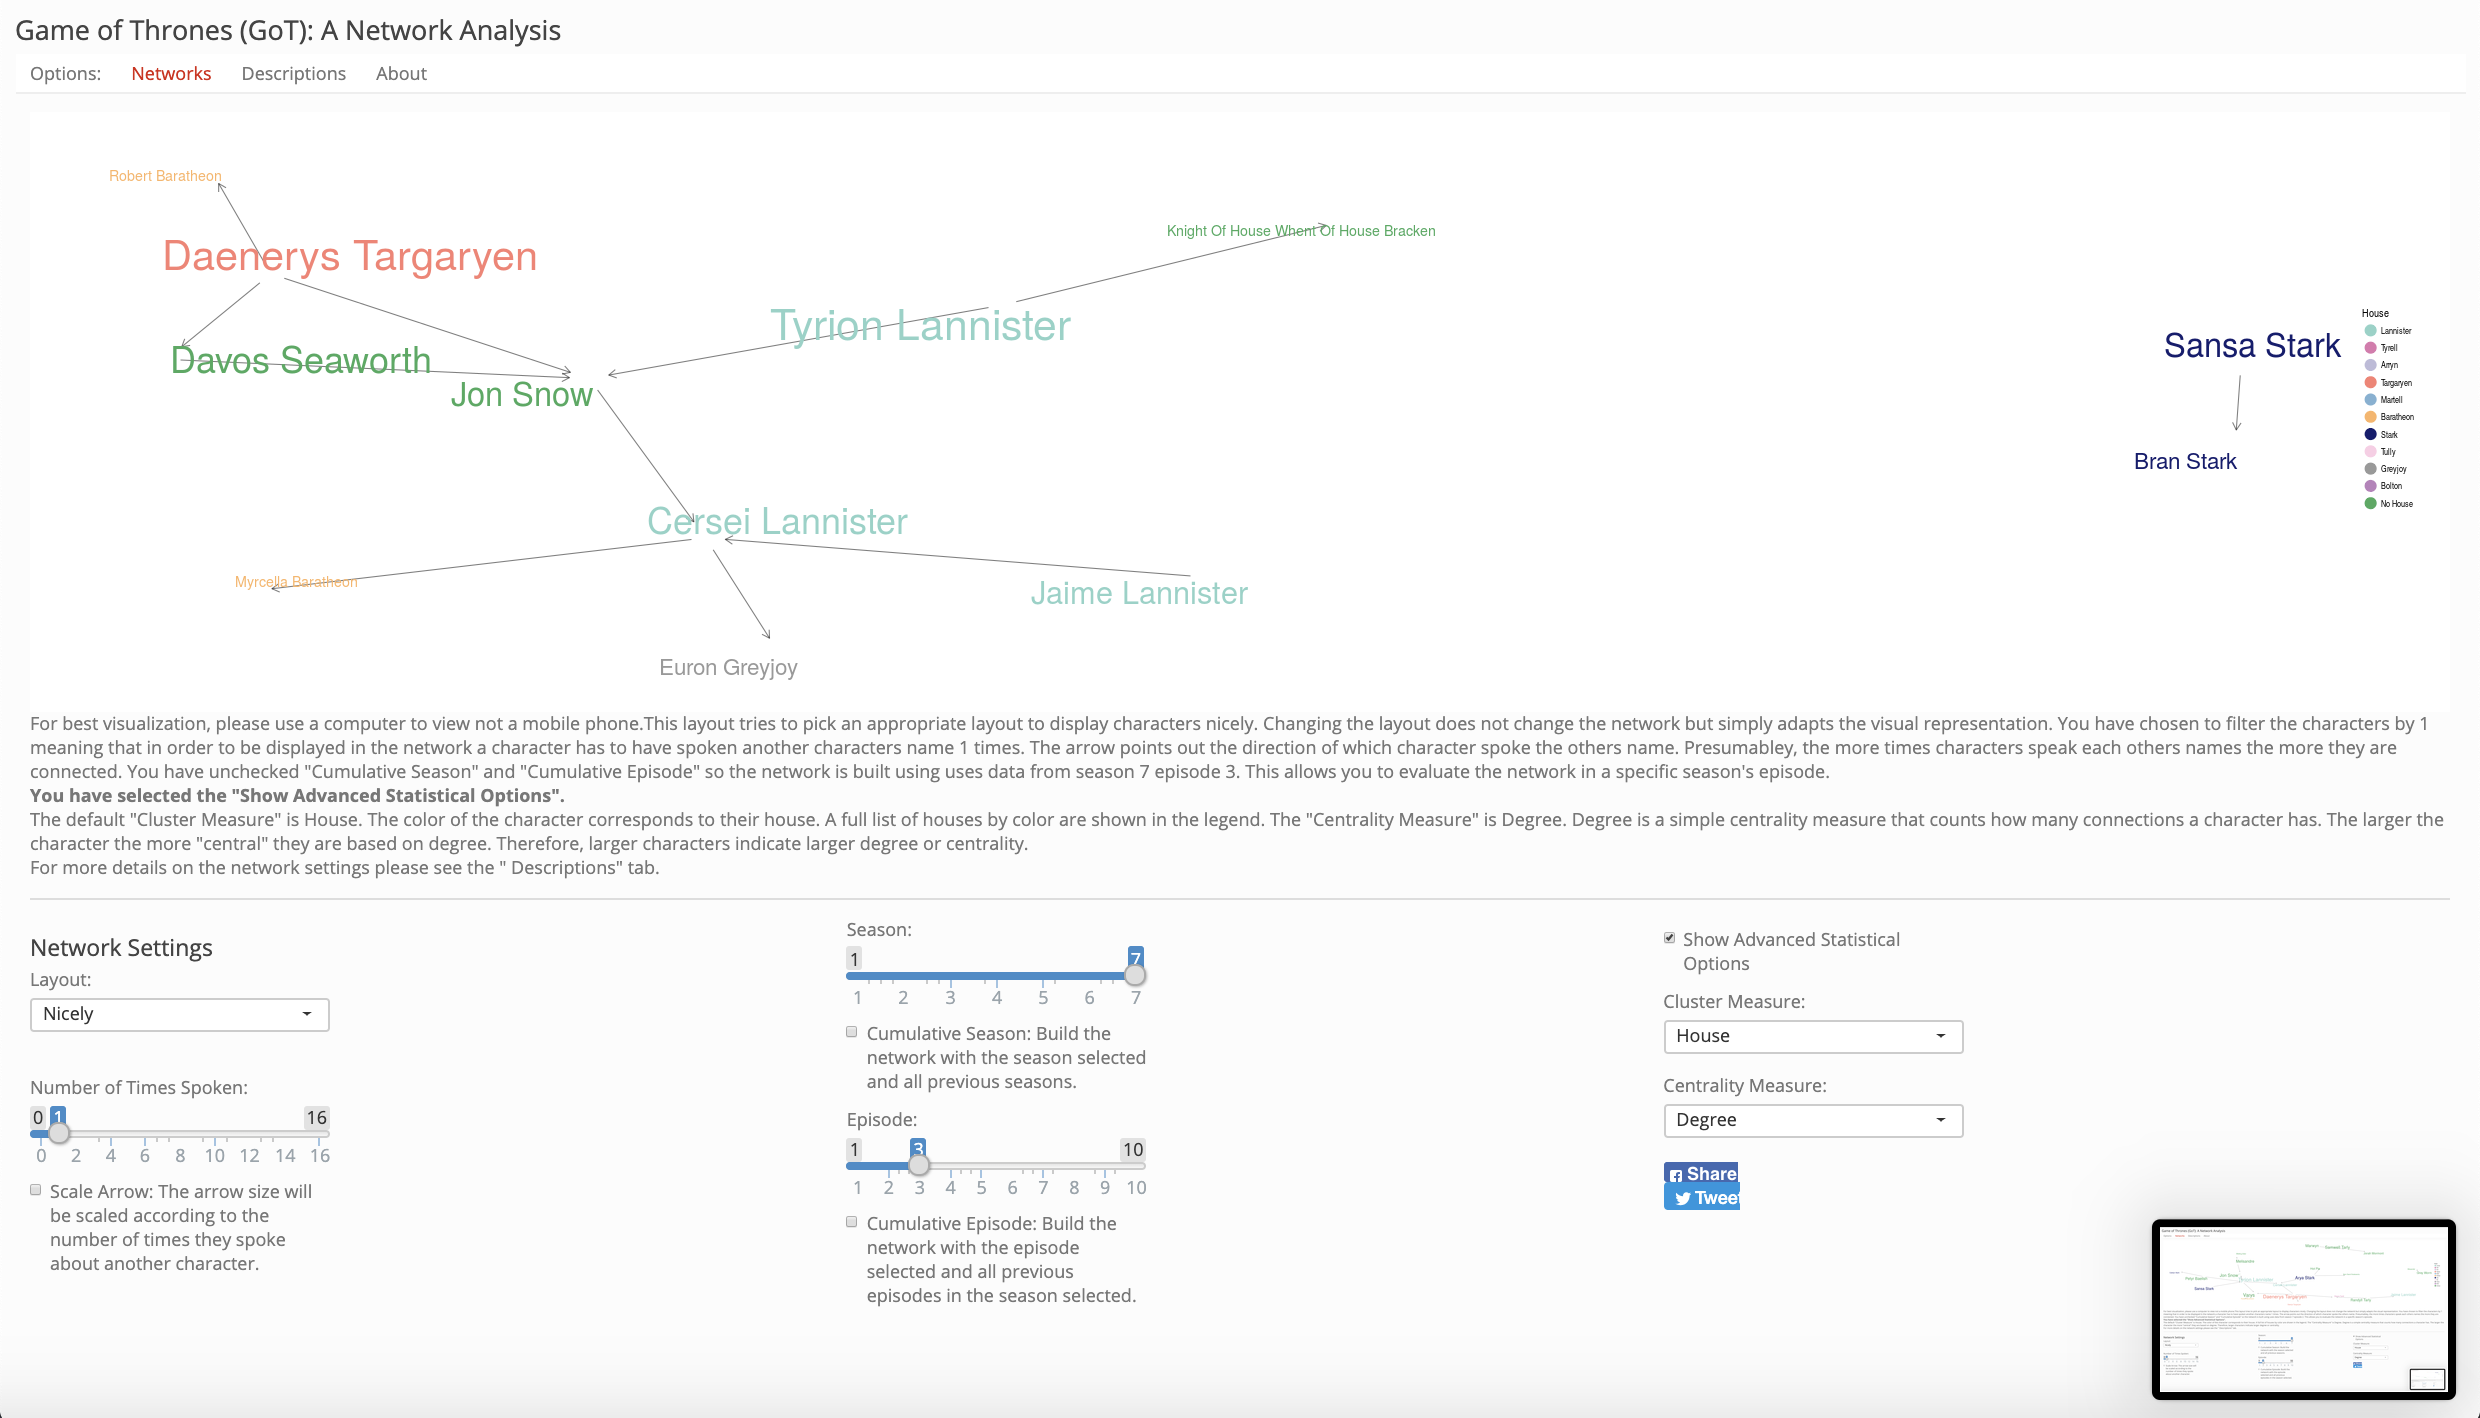 Game of Thrones (GoT): A Network Analysis
Options: Networks Descriptions About
Robert Baratheon
Knight Of House Whent Of House Bracken
Daenerys Targaryen
Tyrion Lannister
Davos Seaworth
Jon Snow
Sansa Stark
Bran Stark
Cersei Lannister
Myrcella Baratheon
Jaime Lannister
Euron Greyjoy
House
Lannister
Tyrell
Arryn
Targaryen
Martell
Baratheon
Stark
Tully
Greyjoy
Bolton
No House
For best visualization, please use a computer to view not a mobile phone.This layout tries to pick an appropriate layout to display characters nicely. Changing the layout does not change the network but simply adapts the visual representation. You have chosen to filter the characters by 1
meaning that in order to be displayed in the network a character has to have spoken another characters name 1 times. The arrow points out the direction of which character spoke the others name. Presumabley, the more times characters speak each others names the more they are
connected. You have unchecked "Cumulative Season" and "Cumulative Episode" so the network is built using uses data from season 7 episode 3. This allows you to evaluate the network in a specific season's episode.
You have selected the "Show Advanced Statistical Options".
The default "Cluster Measure" is House. The color of the character corresponds to their house. A full list of houses by color are shown in the legend. The "Centrality Measure" is Degree. Degree is a simple centrality measure that counts how many connections a character has. The larger the
character the more "central" they are based on degree. Therefore, larger characters indicate larger degree or centrality.
For more details on the network settings please see the " Descriptions" tab.
Network Settings
Layout:
Nicely
Number of Times Spoken:
0 1 16
0 2 4 6 8 10 12 14 16
Scale Arrow: The arrow size will
be scaled according to the
number of times they spoke
about another character.
Season:
1 7
1 2 3 4 5 6 7
Cumulative Season: Build the
network with the season selected
and all previous seasons.
Episode:
1 3 10
1 2 3 4 5 6 7 8 9 10
Cumulative Episode: Build the
network with the episode
selected and all previous
episodes in the season selected.
Show Advanced Statistical
Options
Cluster Measure:
House
Centrality Measure:
Degree
Share
Tweet